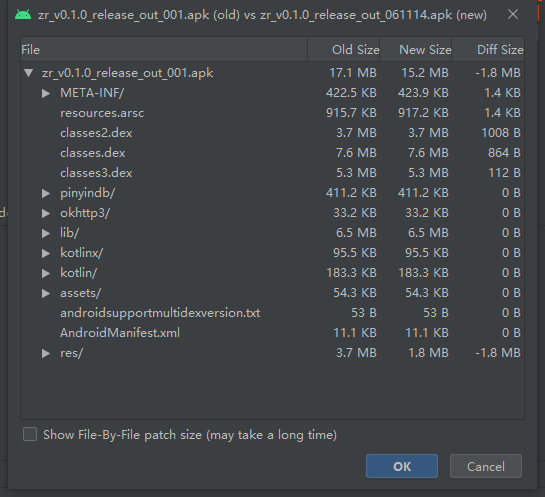 zr_v0.1.0_release_out_001.apk (old) vs zr_v0.1.0_release_out_061114.apk (new)
File Old Size New Size Diff Size
zr_v0.1.0_release_out_001.apk 17.1 MB 15.2 MB -1.8 MB
META-INF/ 422.5 KB 423.9 KB 1.4 KB
resources.arsc 915.7 KB 917.2 KB 1.4 KB
classes2.dex 3.7 MB 3.7 MB 1008 B
classes.dex 7.6 MB 7.6 MB 864 B
classes3.dex 5.3 MB 5.3 MB 112 B
pinyindb/ 411.2 KB 411.2 KB 0 B
okhttp3/ 33.2 KB 33.2 KB 0 B
lib/ 6.5 MB 6.5 MB 0 B
kotlinx/ 95.5 KB 95.5 KB 0 B
kotlin/ 183.3 KB 183.3 KB 0 B
assets/ 54.3 KB 54.3 KB 0 B
androidsupportmultidexversion.txt 53 B 53 B 0 B
AndroidManifest.xml 11.1 KB 11.1 KB 0 B
res/ 3.7 MB 1.8 MB -1.8 MB
Show File-By-File patch size (may take a long time)
OK Cancel